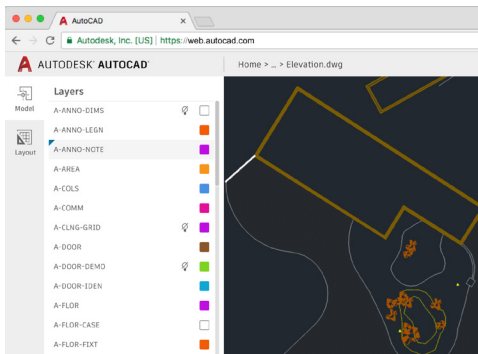 AutoCAD
Autodesk, Inc. [US] | https://web.autocad.com
AUTODESK® AUTOCAD®
Home > ... > Elevation.dwg
Model
Layout
Layers
A-ANNO-DIMS
A-ANNO-LEGN
A-ANNO-NOTE
A-AREA
A-COLS
A-COMM
A-CLNG-GRID
A-DOOR
A-DOOR-DEMO
A-DOOR-IDEN
A-FLOR
A-FLOR-CASE
A-FLOR-FIXT